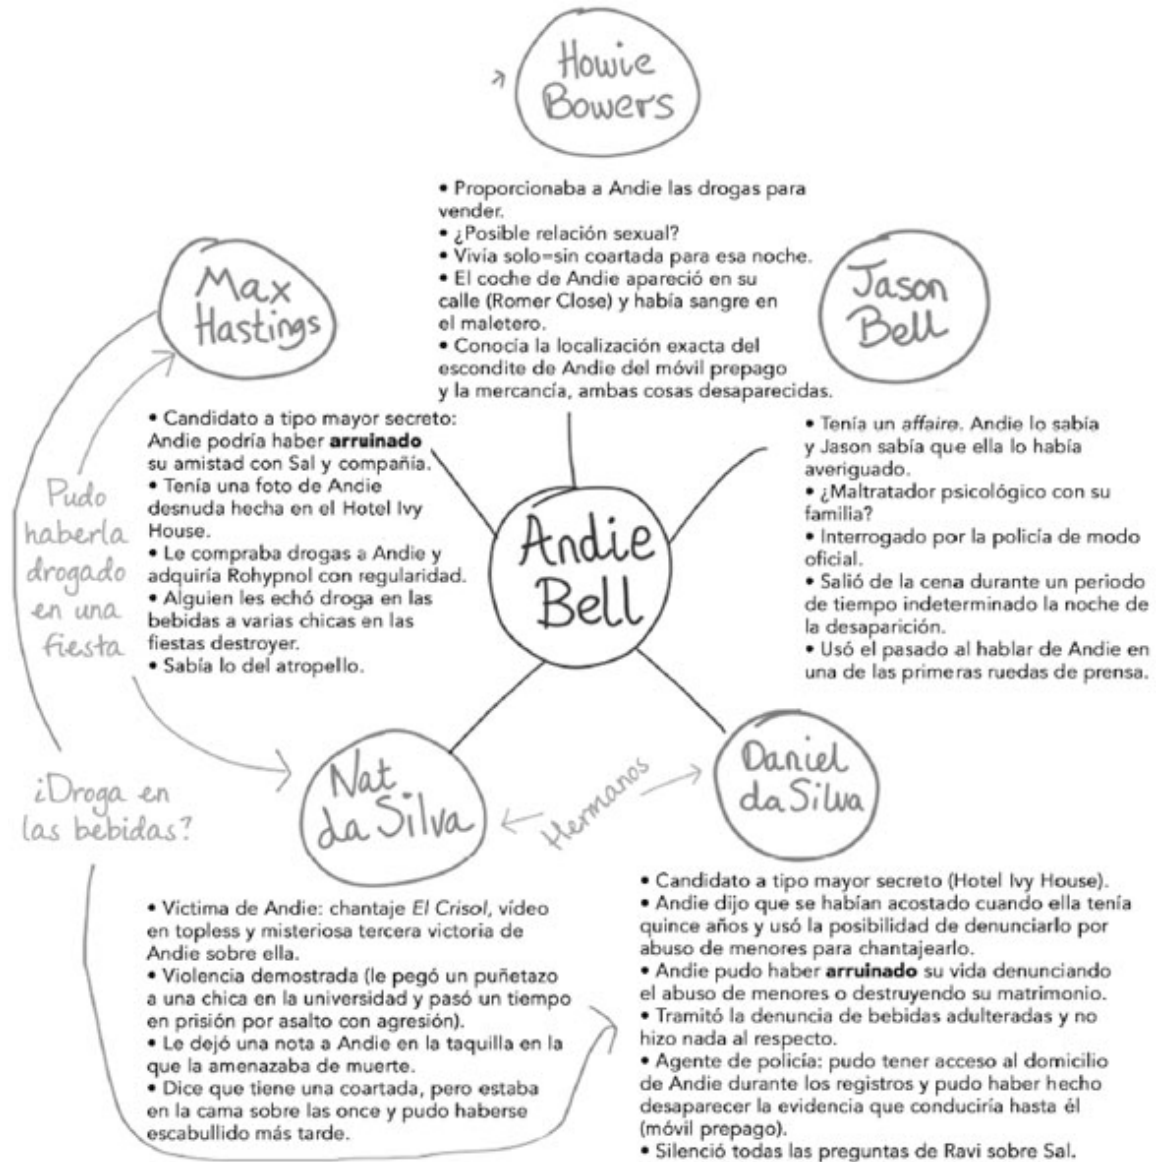 Howie
Bowers
• Proporcionaba a Andie las drogas para
vender.
• ¿Posible relación sexual?
• Vivía solo=sin coartada para esa noche.
• El coche de Andie apareció en su
calle (Romer Close) y había sangre en
el maletero.
• Conocía la localización exacta del
escondite de Andie del móvil prepago
y la mercancía, ambas cosas desaparecidas.
Max
Hastings
• Candidato a tipo mayor secreto:
Andie podría haber arruinado
su amistad con Sal y compañía.
• Tenía una foto de Andie
desnuda hecha en el Hotel Ivy
House.
• Le compraba drogas a Andie y
adquiría Rohypnol con regularidad.
• Alguien les echó droga en las
bebidas a varias chicas en las
fiestas destroyer.
• Sabía lo del atropello.
Jason
Bell
• Tenía un affaire. Andie lo sabía
y Jason sabía que ella lo había
averiguado.
• ¿Maltratador psicológico con su
familia?
• Interrogado por la policía de modo
oficial.
• Salió de la cena durante un periodo
de tiempo indeterminado la noche de
la desaparición.
• Usó el pasado al hablar de Andie en
una de las primeras ruedas de prensa.
Andie
Bell
Pudo
haberla
drogado
en una
fiesta
¿Droga en
las bebidas?
Nat
da Silva
Hermanos
Daniel
da Silva
• Victima de Andie: chantaje El Crisol, vídeo
en topless y misteriosa tercera victoria de
Andie sobre ella.
• Violencia demostrada (le pegó un puñetazo
a una chica en la universidad y pasó un tiempo
en prisión por asalto con agresión).
• Le dejó una nota a Andie en la taquilla en la
que la amenazaba de muerte.
• Dice que tiene una coartada, pero estaba
en la cama sobre las once y pudo haberse
escabullido más tarde.
• Candidato a tipo mayor secreto (Hotel Ivy House).
• Andie dijo que se habían acostado cuando ella tenía
quince años y usó la posibilidad de denunciarlo por
abuso de menores para chantajearlo.
• Andie pudo haber arruinado su vida denunciando
el abuso de menores o destruyendo su matrimonio.
• Tramitó la denuncia de bebidas adulteradas y no
hizo nada al respecto.
• Agente de policía: pudo tener acceso al domicilio
de Andie durante los registros y pudo haber hecho
desaparecer la evidencia que conduciría hasta él
(móvil prepago).
• Silenció todas las preguntas de Ravi sobre Sal.